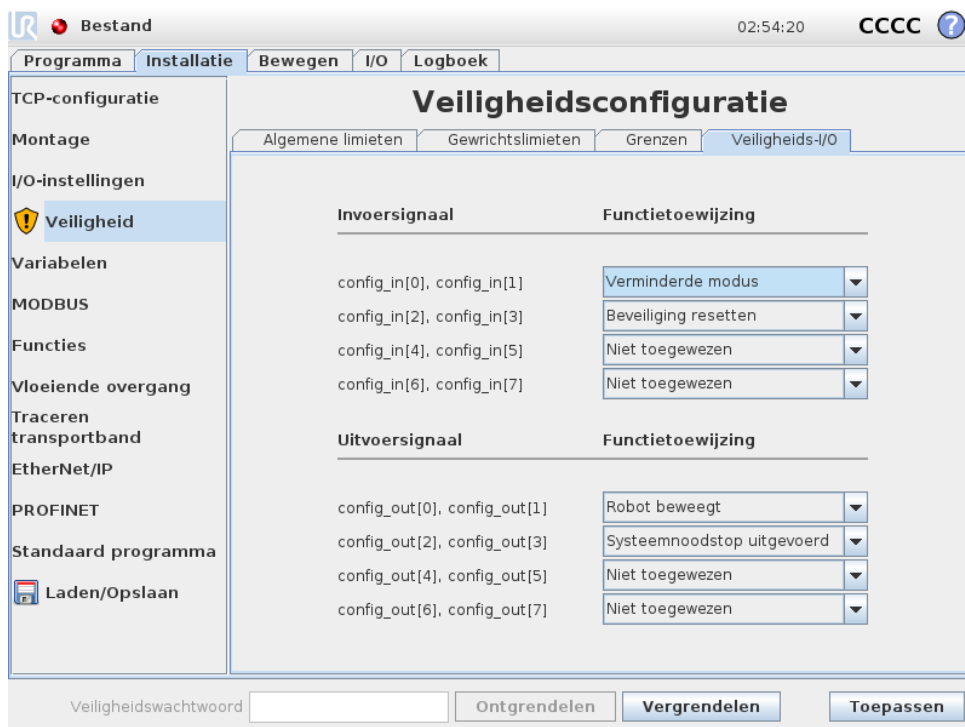 UR Bestand 02:54:20 CCCC ?
Programma Installatie Bewegen I/O Logboek
TCP-configuratie
Montage
I/O-instellingen
Veiligheid
Variabelen
MODBUS
Functies
Vloeiende overgang
Traceren
transportband
EtherNet/IP
PROFINET
Standaard programma
Laden/Opslaan
Veiligheidsconfiguratie
Algemene limieten Gewrichtslimieten Grenzen Veiligheids-I/O
Invoersignaal Functietoewijzing
config_in[0], config_in[1] Verminderde modus
config_in[2], config_in[3] Beveiliging resetten
config_in[4], config_in[5] Niet toegewezen
config_in[6], config_in[7] Niet toegewezen
Uitvoersignaal Functietoewijzing
config_out[0], config_out[1] Robot beweegt
config_out[2], config_out[3] Systeemnoodstop uitgevoerd
config_out[4], config_out[5] Niet toegewezen
config_out[6], config_out[7] Niet toegewezen
Veiligheidswachtwoord Ontgrendelen Vergrendelen Toepassen